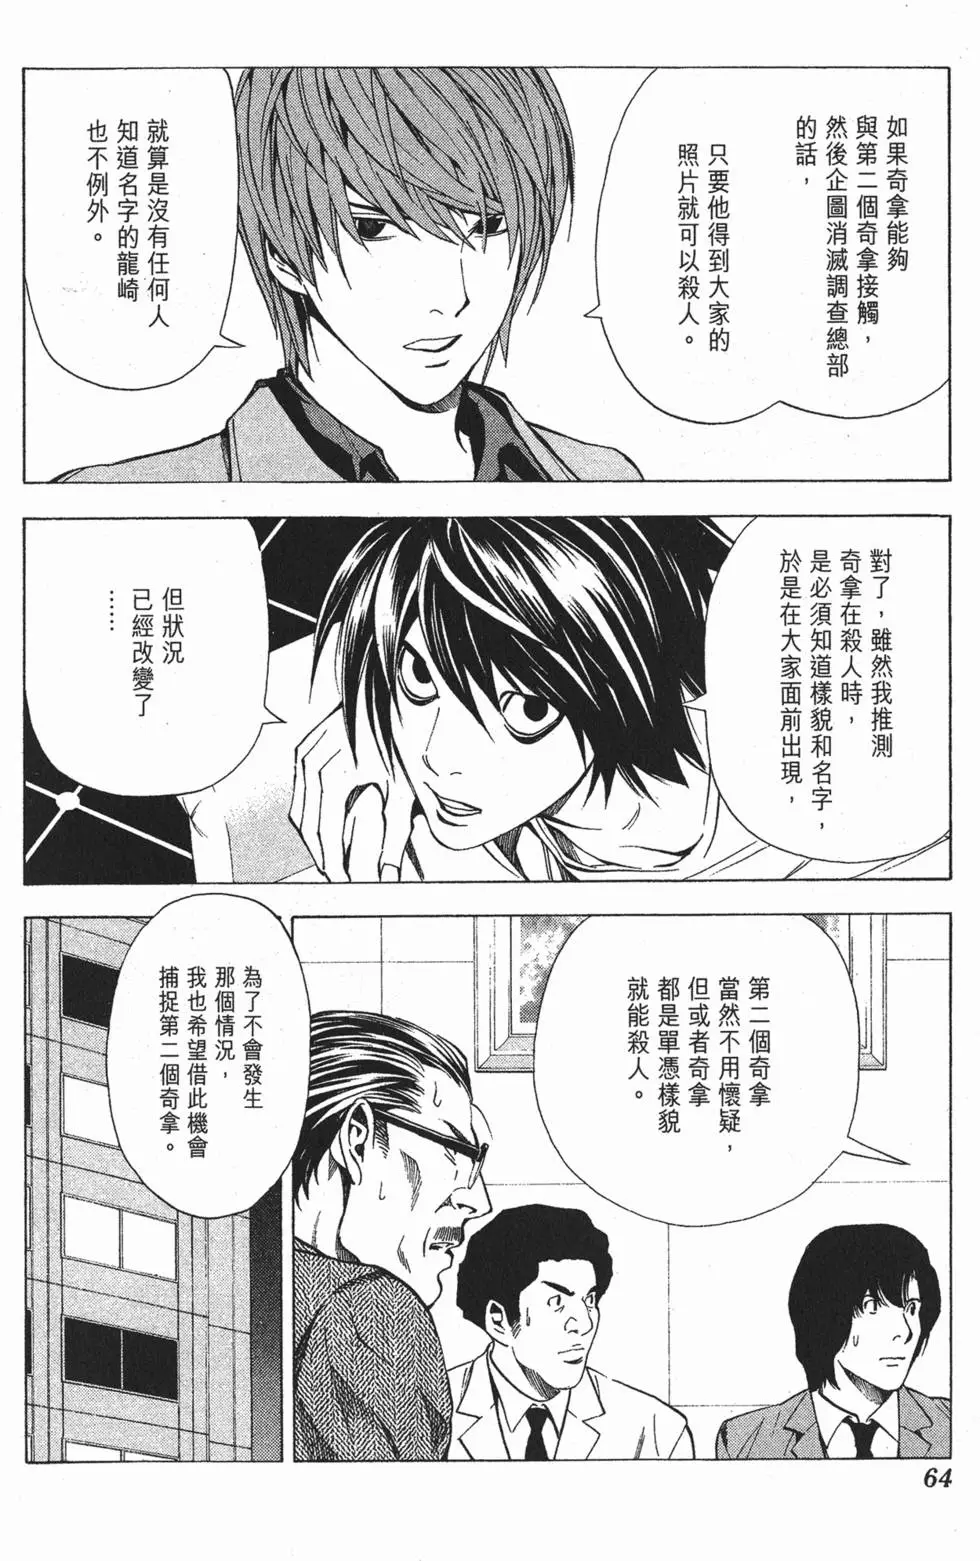 如果奇拿能夠
與第二個奇拿接觸，
然後企圖消滅調查總部
的話，
只要他得到大家的
照片就可以殺人。
就算是沒有任何人
知道名字的龍崎
也不例外。
對了，雖然我推測
奇拿在殺人時，
是必須知道樣貌和名字，
於是在大家面前出現，
但狀況
已經改變了
……
第二個奇拿
當然不用懷疑，
但或者奇拿
都是單憑樣貌
就能殺人。
為了不會發生
那個情況，
我也希望借此機會
捕捉第二個奇拿。
64